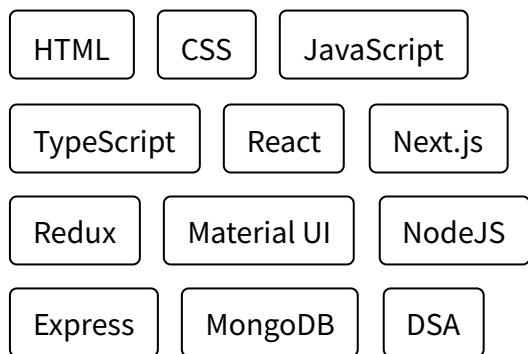 HTML CSS JavaScript
TypeScript React Next.js
Redux Material UI NodeJS
Express MongoDB DSA